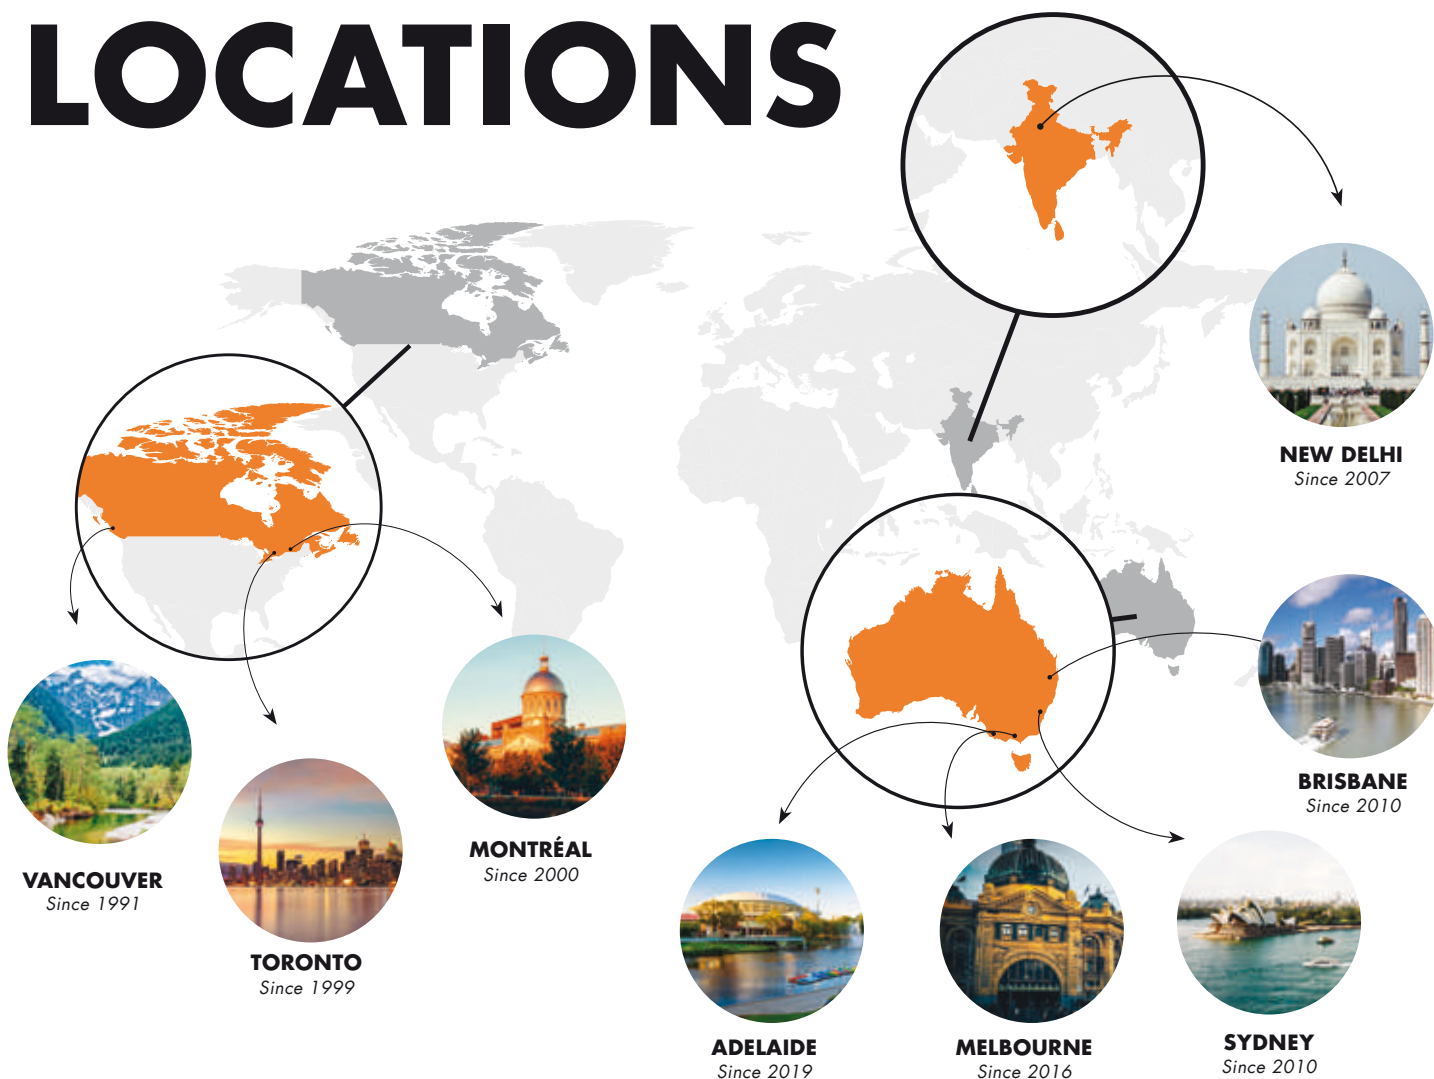 LOCATIONS
NEW DELHI
Since 2007
BRISBANE
Since 2010
MONTRÉAL
Since 2000
VANCOUVER
Since 1991
TORONTO
Since 1999
ADELAIDE
Since 2019
MELBOURNE
Since 2016
SYDNEY
Since 2010